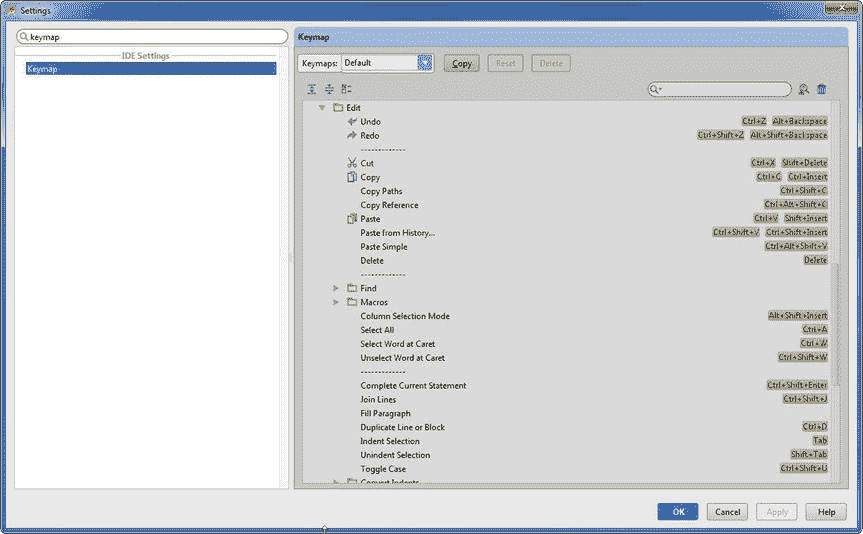 Settings
keymap
IDE Settings
Keymap
Keymap
Keymaps: Default Copy Reset Delete
Edit
Undo Ctrl+Z Alt+Backspace
Redo Ctrl+Shift+Z Alt+Shift+Backspace
------------
Cut Ctrl+X Shift+Delete
Copy Ctrl+C Ctrl+Insert
Copy Paths Ctrl+Shift+C
Copy Reference Ctrl+Alt+Shift+C
Paste Ctrl+V Shift+Insert
Paste from History... Ctrl+Shift+V Ctrl+Shift+Insert
Paste Simple Ctrl+Alt+Shift+V
Delete Delete
------------
Find
Macros
Column Selection Mode Alt+Shift+Insert
Select All Ctrl+A
Select Word at Caret Ctrl+W
Unselect Word at Caret Ctrl+Shift+W
------------
Complete Current Statement Ctrl+Shift+Enter
Join Lines Ctrl+Shift+J
Fill Paragraph
Duplicate Line or Block Ctrl+D
Indent Selection Tab
Unindent Selection Shift+Tab
Toggle Case Ctrl+Shift+U
Convert Indents
OK Cancel Apply Help